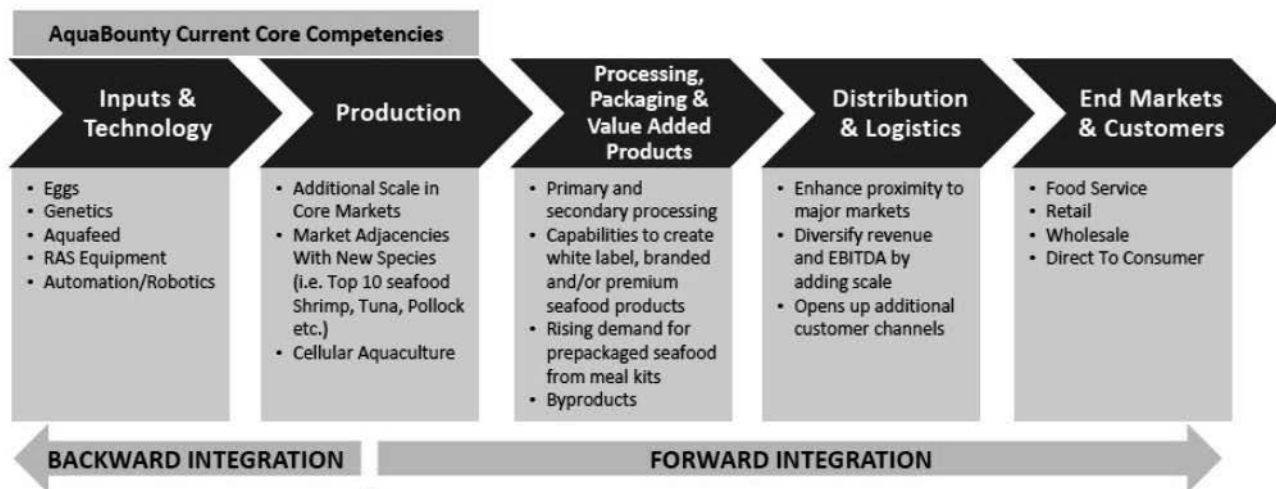 AquaBounty Current Core Competencies
Inputs &
Technology
Production
Processing,
Packaging &
Value Added
Products
Distribution
& Logistics
End Markets
& Customers
• Eggs
• Genetics
• Aquafeed
• RAS Equipment
• Automation/Robotics
• Additional Scale in
Core Markets
• Market Adjacencies
With New Species
(i.e. Top 10 seafood
Shrimp, Tuna, Pollock
etc.)
• Cellular Aquaculture
• Primary and
secondary processing
• Capabilities to create
white label, branded
and/or premium
seafood products
• Rising demand for
prepackaged seafood
from meal kits
• Byproducts
• Enhance proximity to
major markets
• Diversify revenue
and EBITDA by
adding scale
• Opens up additional
customer channels
• Food Service
• Retail
• Wholesale
• Direct To Consumer
BACKWARD INTEGRATION
FORWARD INTEGRATION